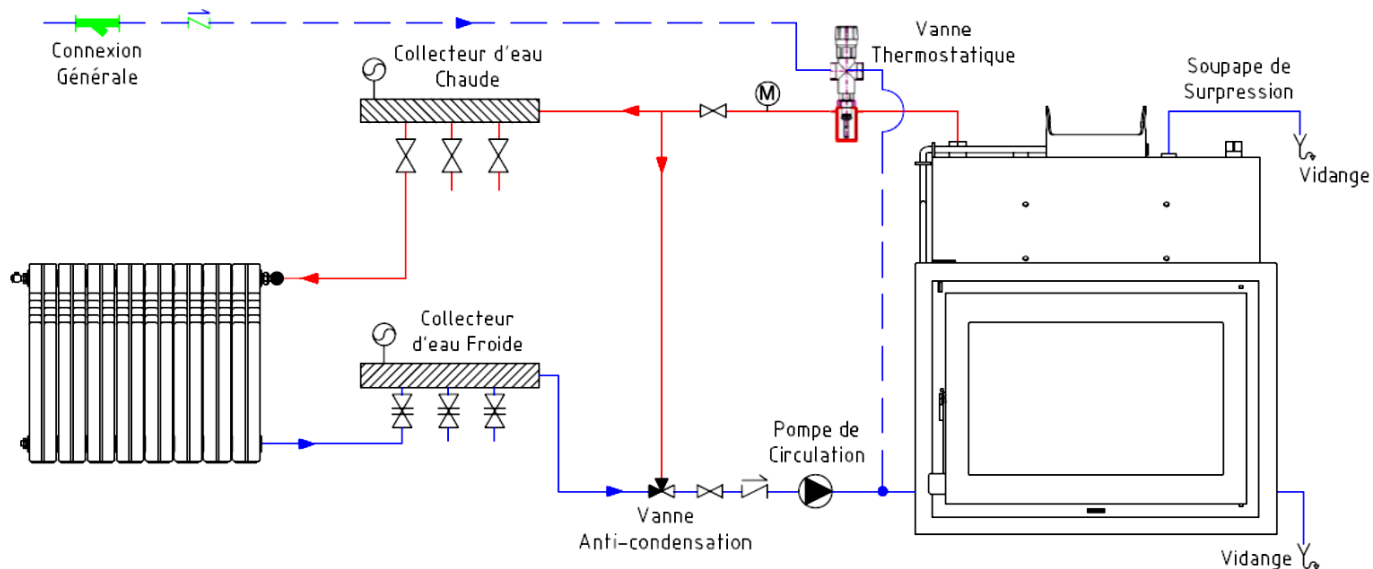 Connexion
Générale
Collecteur d'eau
Chaude
Vanne
Thermostatique
M
Soupape de
Surpression
Vidange
Collecteur
d'eau Froide
Pompe de
Circulation
Vanne
Anti-condensation
Vidange